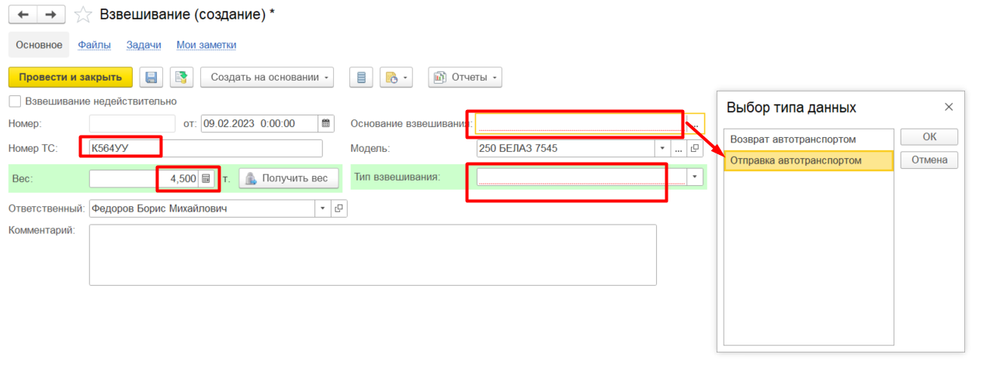 Взвешивание (создание) *
Основное Файлы Задачи Мои заметки
Провести и закрыть Создать на основании Отчеты
Взвешивание недействительно
Номер: от: 09.02.2023 0:00:00 Основание взвешивания: ...
Номер ТС: К564УУ Модель: 250 БЕЛАЗ 7545 ...
Вес: 4,500 т. Получить вес Тип взвешивания:
Ответственный: Федоров Борис Михайлович
Комментарий:
Выбор типа данных
Возврат автотранспортом ОК
Отправка автотранспортом Отмена